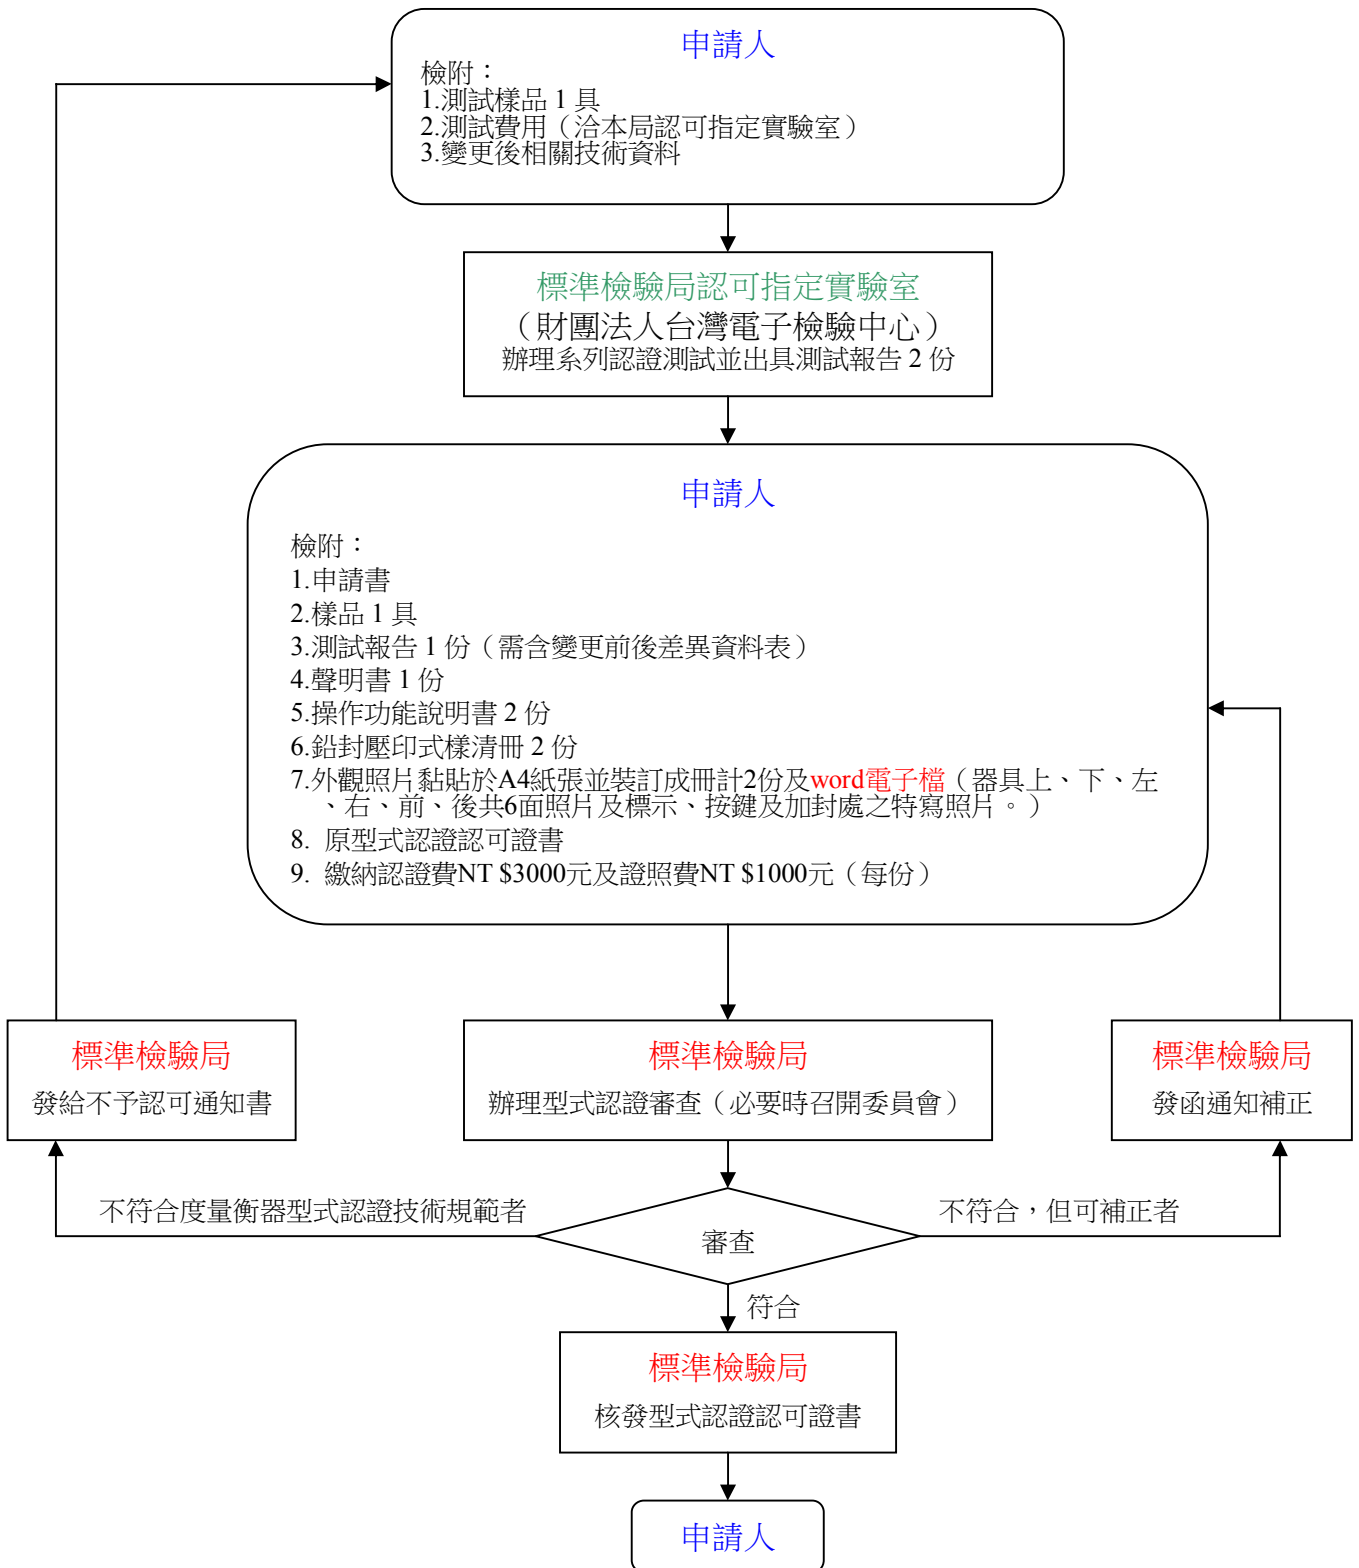 申請人
檢附：
1.測試樣品 1 具
2.測試費用（洽本局認可指定實驗室）
3.變更後相關技術資料
標準檢驗局認可指定實驗室
（財團法人台灣電子檢驗中心）
辦理系列認證測試並出具測試報告 2 份
申請人
檢附：
1.申請書
2.樣品 1 具
3.測試報告 1 份（需含變更前後差異資料表）
4.聲明書 1 份
5.操作功能說明書 2 份
6.鉛封壓印式樣清冊 2 份
7.外觀照片黏貼於A4紙張並裝訂成冊計2份及word電子檔（器具上、下、左
、右、前、後共6面照片及標示、按鍵及加封處之特寫照片。）
8. 原型式認證認可證書
9. 繳納認證費NT $3000元及證照費NT $1000元（每份）
標準檢驗局
發給不予認可通知書
標準檢驗局
辦理型式認證審查（必要時召開委員會）
標準檢驗局
發函通知補正
不符合度量衡器型式認證技術規範者
審查
不符合，但可補正者
符合
標準檢驗局
核發型式認證認可證書
申請人